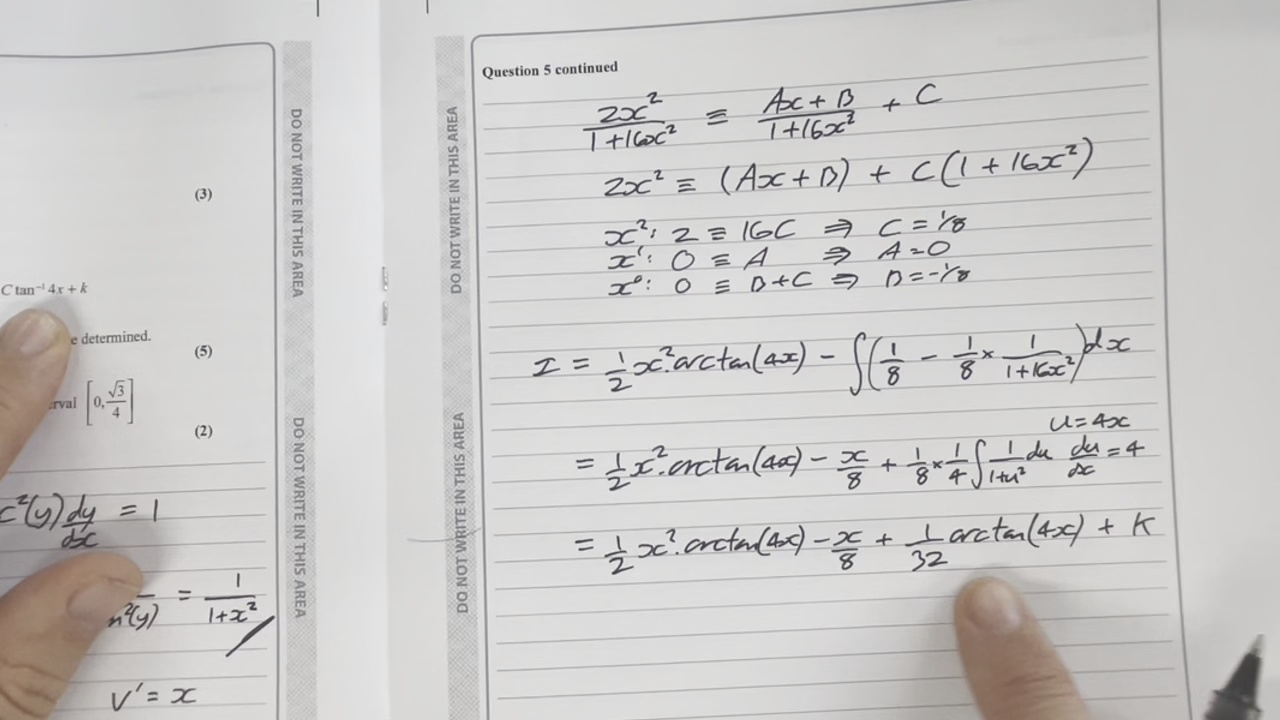 (3)
C tan⁻¹ 4x + k
e determined.
(5)
rval [0, √3/4]
(2)
c²(y) dy/dx = 1
n²(y) = 1/(1+x²)
V' = x
DO NOT WRITE IN THIS AREA
DO NOT WRITE IN THIS AREA
DO NOT WRITE IN THIS AREA
DO NOT WRITE IN THIS AREA
Question 5 continued
2x²/(1+16x²) ≡ (Ax+B)/(1+16x²) + C
2x² ≡ (Ax+B) + C(1+16x²)
x²: 2 ≡ 16C ⇒ C = 1/8
x¹: 0 ≡ A ⇒ A=0
x⁰: 0 ≡ B+C ⇒ B=-1/8
I = 1/2 x².arctan(4x) − ∫(1/8 − 1/8 × 1/(1+16x²))dx
u = 4x
= 1/2 x².arctan(4x) − x/8 + 1/8 × 1/4 ∫ 1/(1+u²) du du/dx = 4
= 1/2 x².arctan(4x) − x/8 + 1/32 arctan(4x) + K